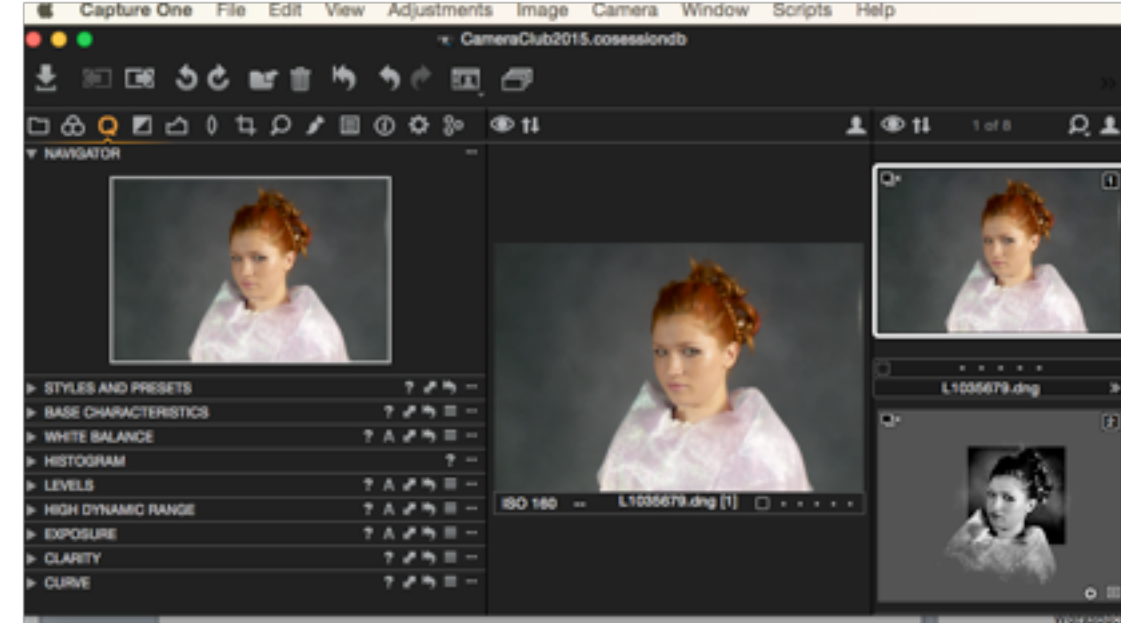 Capture One File Edit View Adjustments Image Camera Window Scripts Help
CameraClub2015.cosessiondb
1 of 8
NAVIGATOR
1
STYLES AND PRESETS ?
BASE CHARACTERISTICS ?
WHITE BALANCE ? A
HISTOGRAM ?
LEVELS ? A
HIGH DYNAMIC RANGE ? A
EXPOSURE ? A
CLARITY ?
CURVE ?
ISO 160 -- L1035679.dng [1]
L1035679.dng
2